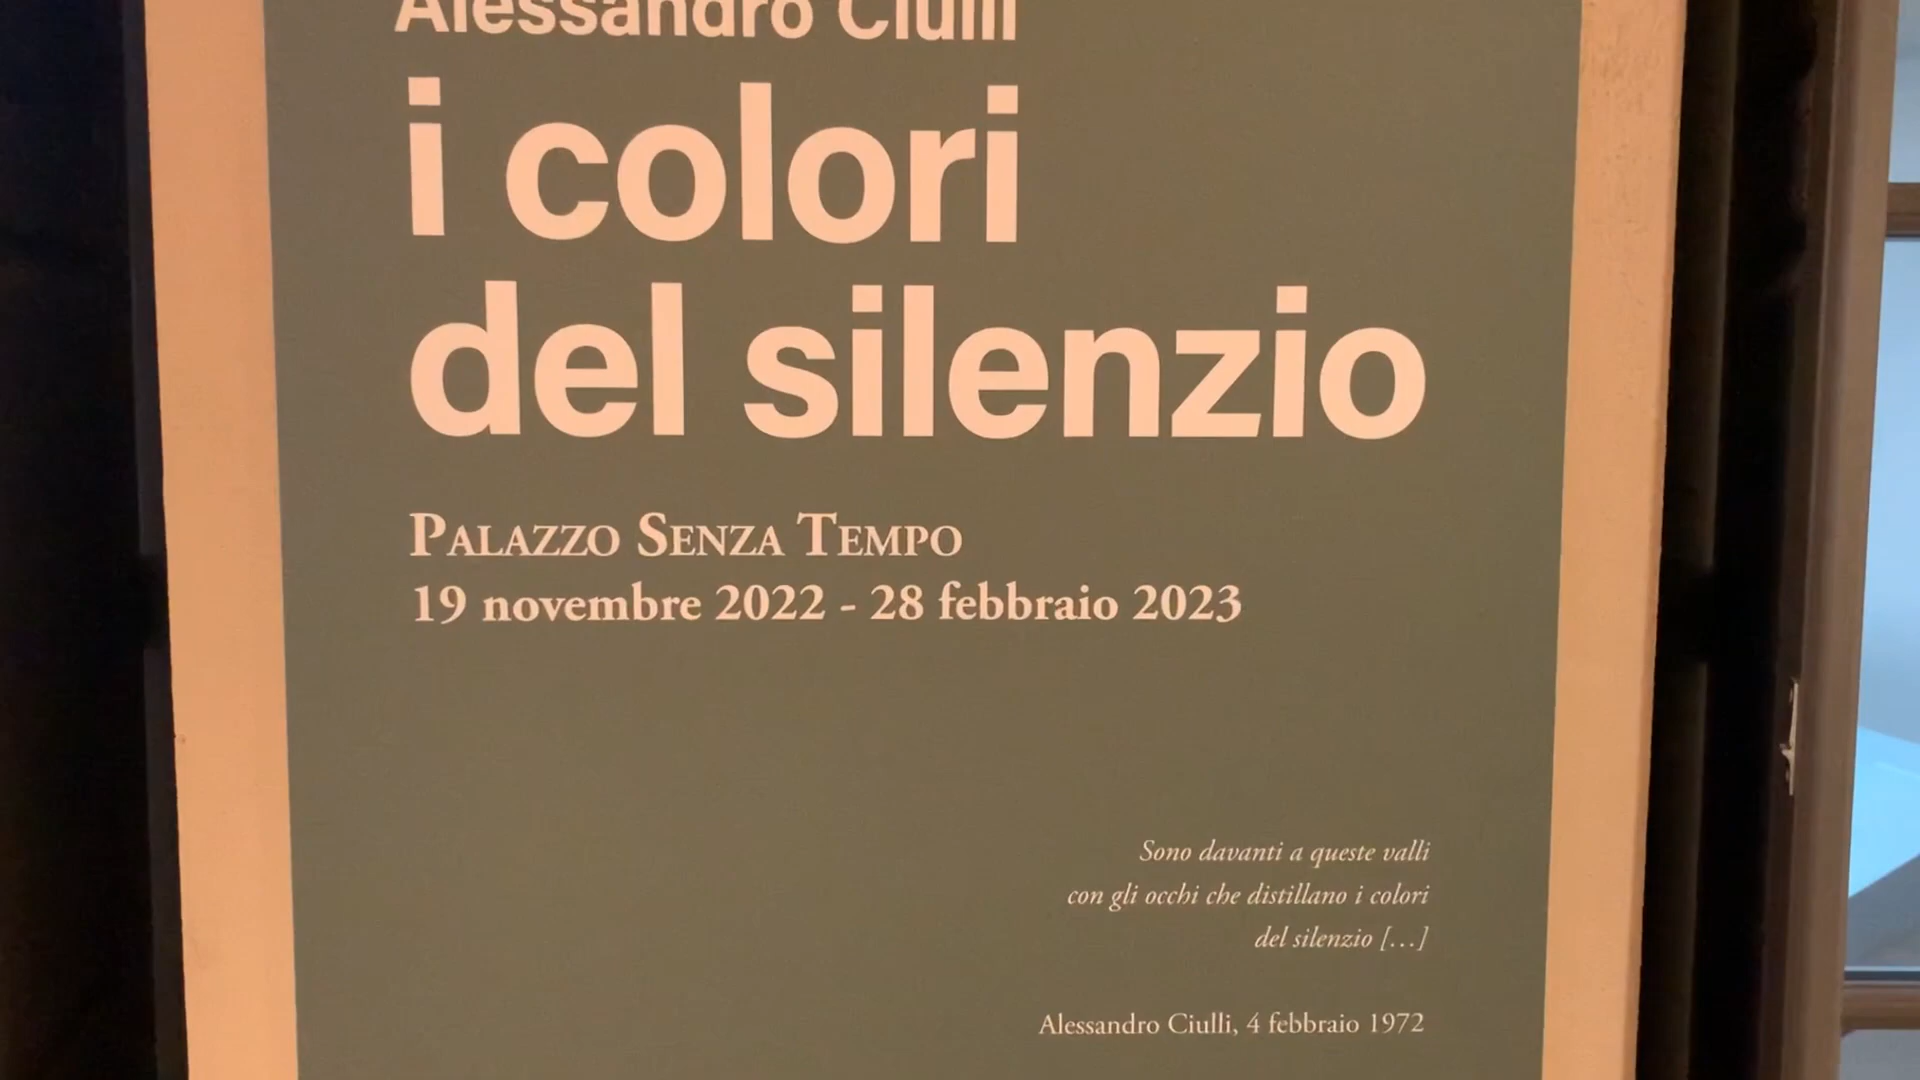 Alessandro Ciulli
i colori
del silenzio
PALAZZO SENZA TEMPO
19 novembre 2022 - 28 febbraio 2023
Sono davanti a queste valli
con gli occhi che distillano i colori
del silenzio [...]
Alessandro Ciulli, 4 febbraio 1972